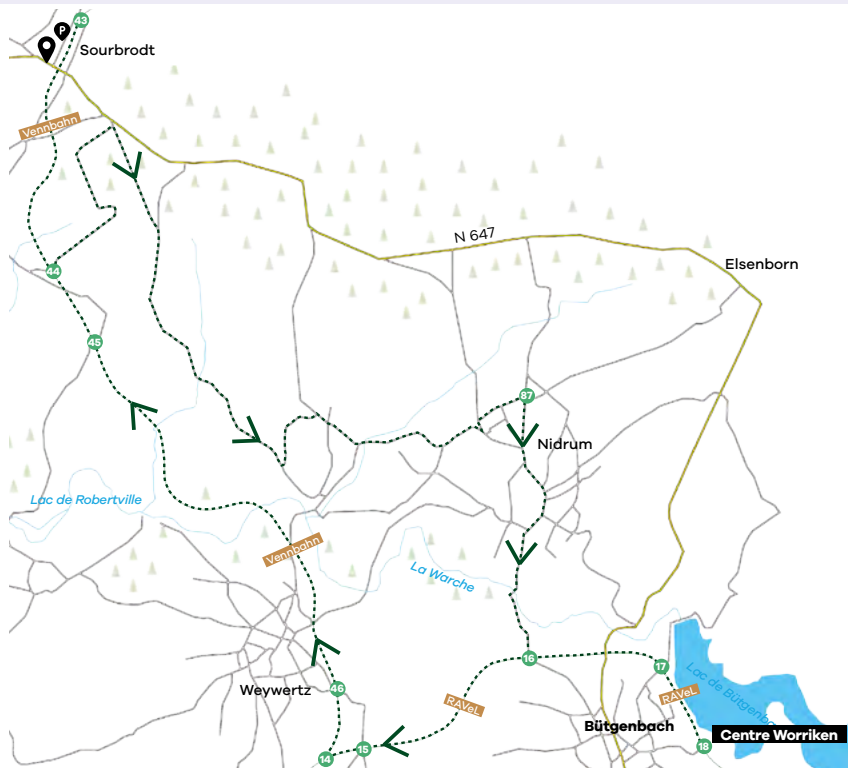 43
P
Sourbrodt
Vennbahn
N 647
Elsenborn
44
45
87
Nidrum
Lac de Robertville
Vennbahn
La Warche
16
17
Weywertz
46
RAVeL
RAVeL
Lac de Bütgenba
Bütgenbach
Centre Worriken
15
18
14